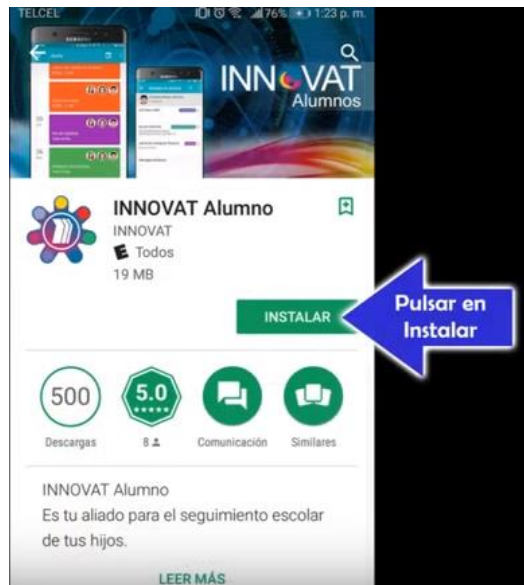 TELCEL 76% 1:23 p. m.
INNOVAT
Alumnos
INNOVAT Alumno
INNOVAT
E Todos
19 MB
INSTALAR
Pulsar en
Instalar
500
5.0
Descargas
8
Comunicación
Similares
INNOVAT Alumno
Es tu aliado para el seguimiento escolar
de tus hijos.
LEER MÁS